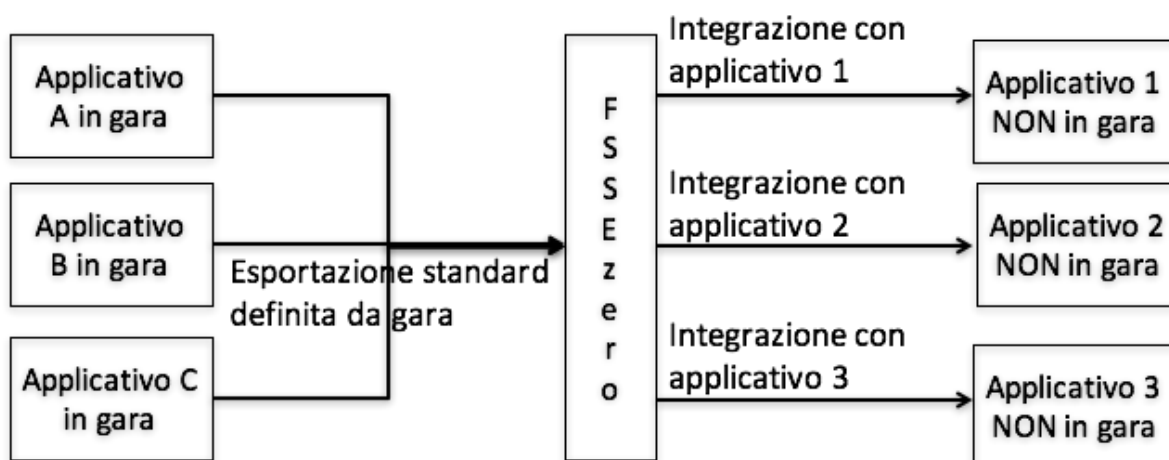 Applicativo
A in gara
Applicativo
B in gara
Applicativo C
in gara
Esportazione standard
definita da gara
F
S
S
E
z
e
r
o
Integrazione con
applicativo 1
Integrazione con
applicativo 2
Integrazione con
applicativo 3
Applicativo 1
NON in gara
Applicativo 2
NON in gara
Applicativo 3
NON in gara